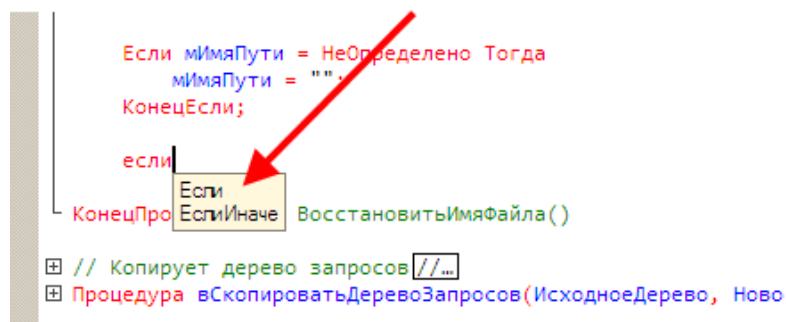 Если мИмяПути = НеОпределено Тогда
мИмяПути = "";
КонецЕсли;
если
Если
ЕслиИначе
КонецПро ВосстановитьИмяФайла()
// Копирует дерево запросов //...
Процедура вСкопироватьДеревоЗапросов(ИсходноеДерево, Ново